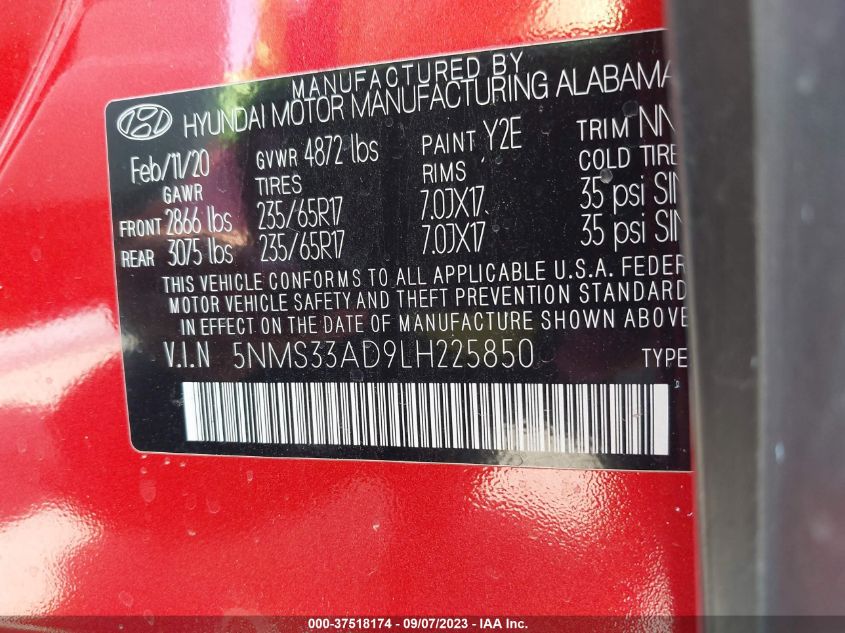 MANUFACTURED BY
HYUNDAI MOTOR MANUFACTURING ALABAMA
Feb/11/20 GVWR 4872 lbs PAINT Y2E TRIM NN
GAWR TIRES RIMS COLD TIRE
FRONT 2866 lbs 235/65R17 7.0JX17 35 psi SIN
REAR 3075 lbs 235/65R17 7.0JX17 35 psi SIN
THIS VEHICLE CONFORMS TO ALL APPLICABLE U.S.A. FEDER
MOTOR VEHICLE SAFETY AND THEFT PREVENTION STANDARD
IN EFFECT ON THE DATE OF MANUFACTURE SHOWN ABOVE
V.I.N 5NMS33AD9LH225850 TYPE
000-37518174 - 09/07/2023 - IAA Inc.